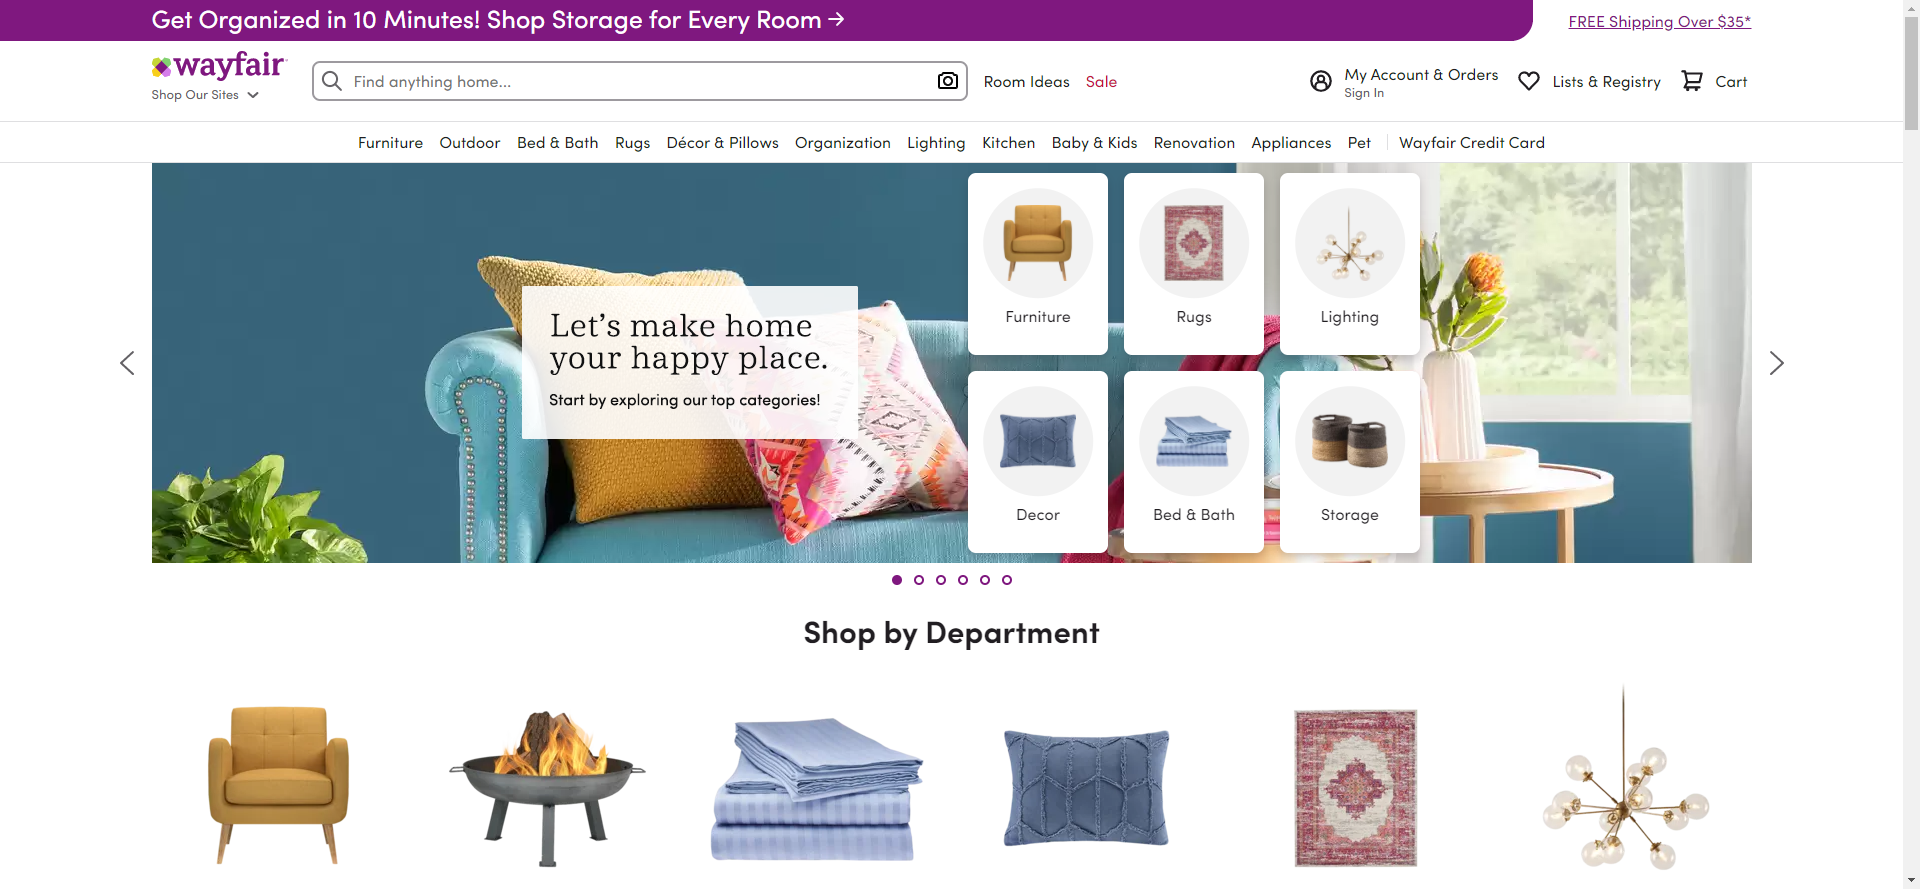 Get Organized in 10 Minutes! Shop Storage for Every Room →
FREE Shipping Over $35*
wayfair
Shop Our Sites
Find anything home...
Room Ideas
Sale
My Account & Orders
Sign In
Lists & Registry
Cart
Furniture
Outdoor
Bed & Bath
Rugs
Décor & Pillows
Organization
Lighting
Kitchen
Baby & Kids
Renovation
Appliances
Pet
Wayfair Credit Card
Let's make home
your happy place.
Start by exploring our top categories!
Furniture
Rugs
Lighting
Decor
Bed & Bath
Storage
Shop by Department